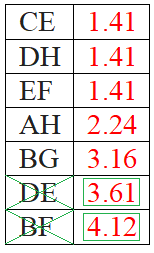 CE 1.41
DH 1.41
EF 1.41
AH 2.24
BG 3.16
DE 3.61
BF 4.12